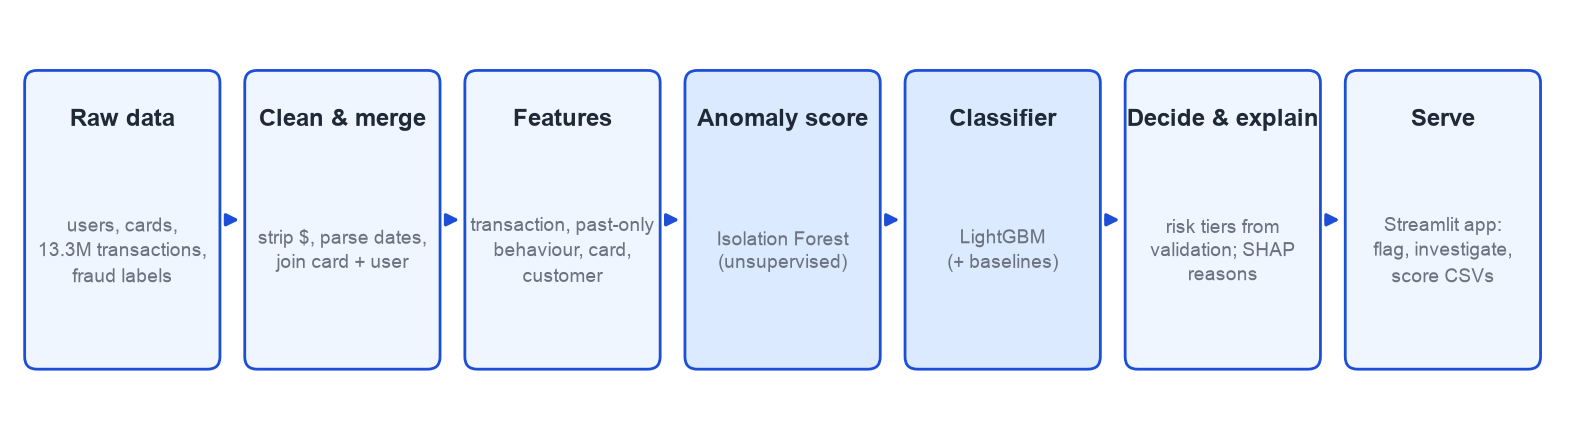 Raw data
users, cards,
13.3M transactions,
fraud labels
Clean & merge
strip $, parse dates,
join card + user
Features
transaction, past-only
behaviour, card,
customer
Anomaly score
Isolation Forest
(unsupervised)
Classifier
LightGBM
(+ baselines)
Decide & explain
risk tiers from
validation; SHAP
reasons
Serve
Streamlit app:
flag, investigate,
score CSVs